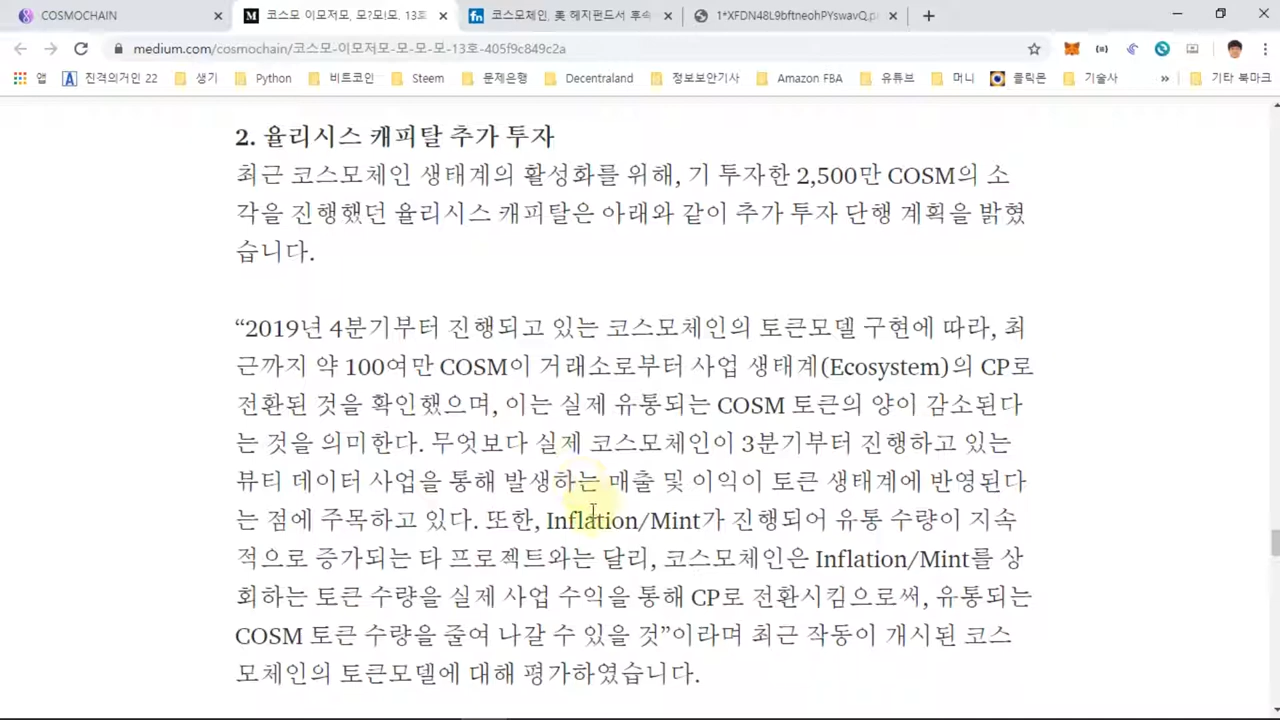 COSMOCHAIN
코스모 이모저모, 모?모!모. 13호
코스모체인, 美 헤지펀드서 후속
1*XFDN48L9bftneohPYswavQ.p
medium.com/cosmochain/코스모-이모저모-모-모-모-13호-405f9c849c2a
앱
진격의거인 22
생기
Python
비트코인
Steem
문제은행
Decentraland
정보보안기사
Amazon FBA
유튜브
머니
콜릭몬
기술사
»
기타 북마크
2. 율리시스 캐피탈 추가 투자
최근 코스모체인 생태계의 활성화를 위해, 기 투자한 2,500만 COSM의 소
각을 진행했던 율리시스 캐피탈은 아래와 같이 추가 투자 단행 계획을 밝혔
습니다.
“2019년 4분기부터 진행되고 있는 코스모체인의 토큰모델 구현에 따라, 최
근까지 약 100여만 COSM이 거래소로부터 사업 생태계(Ecosystem)의 CP로
전환된 것을 확인했으며, 이는 실제 유통되는 COSM 토큰의 양이 감소된다
는 것을 의미한다. 무엇보다 실제 코스모체인이 3분기부터 진행하고 있는
뷰티 데이터 사업을 통해 발생하는 매출 및 이익이 토큰 생태계에 반영된다
는 점에 주목하고 있다. 또한, Inflation/Mint가 진행되어 유통 수량이 지속
적으로 증가되는 타 프로젝트와는 달리, 코스모체인은 Inflation/Mint를 상
회하는 토큰 수량을 실제 사업 수익을 통해 CP로 전환시킴으로써, 유통되는
COSM 토큰 수량을 줄여 나갈 수 있을 것”이라며 최근 작동이 개시된 코스
모체인의 토큰모델에 대해 평가하였습니다.